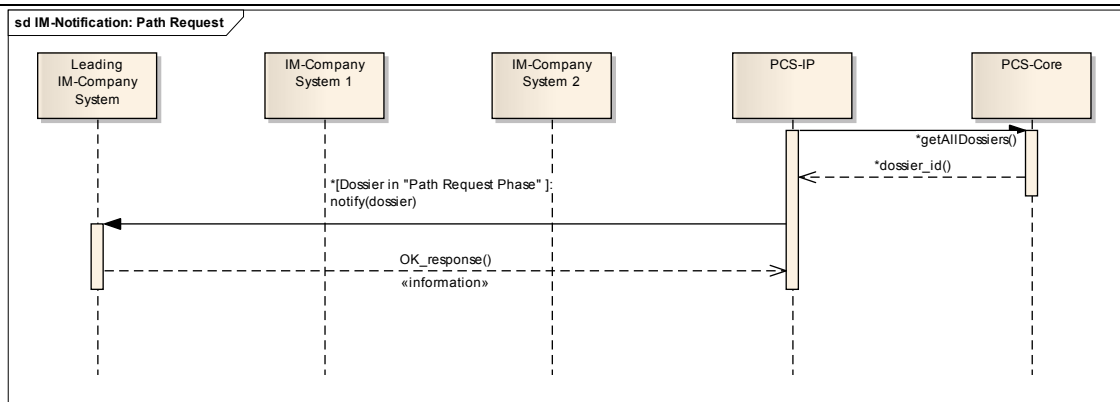 sd IM-Notification: Path Request
Leading
IM-Company
System
IM-Company
System 1
IM-Company
System 2
PCS-IP
PCS-Core
*getAllDossiers()
*dossier_id()
*[Dossier in "Path Request Phase" ]:
notify(dossier)
OK_response()
«information»